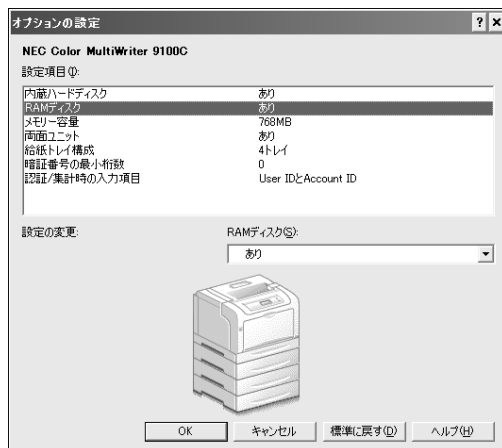 オプションの設定
NEC Color MultiWriter 9100C
設定項目(I):
内蔵ハードディスク あり
RAMディスク あり
メモリー容量 768MB
両面ユニット あり
給紙トレイ構成 4トレイ
暗証番号の最小桁数 0
認証/集計時の入力項目 User IDとAccount ID
設定の変更: RAMディスク(S):
あり
OK キャンセル 標準に戻す(D) ヘルプ(H)